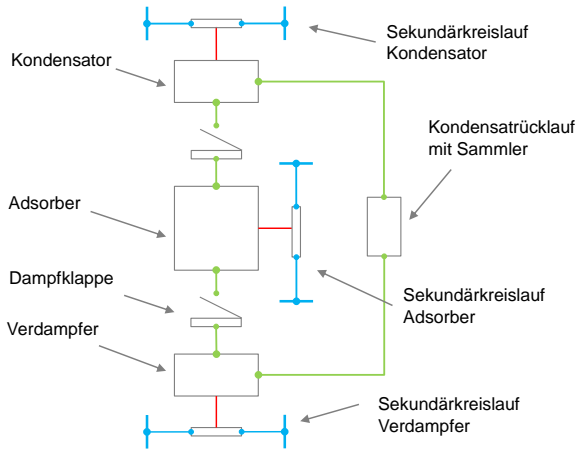 Sekundärkreislauf
Kondensator
Kondensator
Kondensatrücklauf
mit Sammler
Adsorber
Dampfklappe
Sekundärkreislauf
Adsorber
Verdampfer
Sekundärkreislauf
Verdampfer